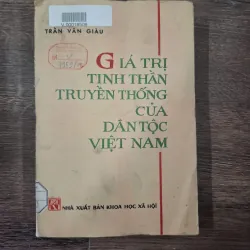 TRẦN VĂN GIÀU
GIÁ TRỊ
TINH THẦN
TRUYỀN THỐNG
CỦA
DÂN TỘC
VIỆT NAM
NHÀ XUẤT BẢN KHOA HỌC XÃ HỘI